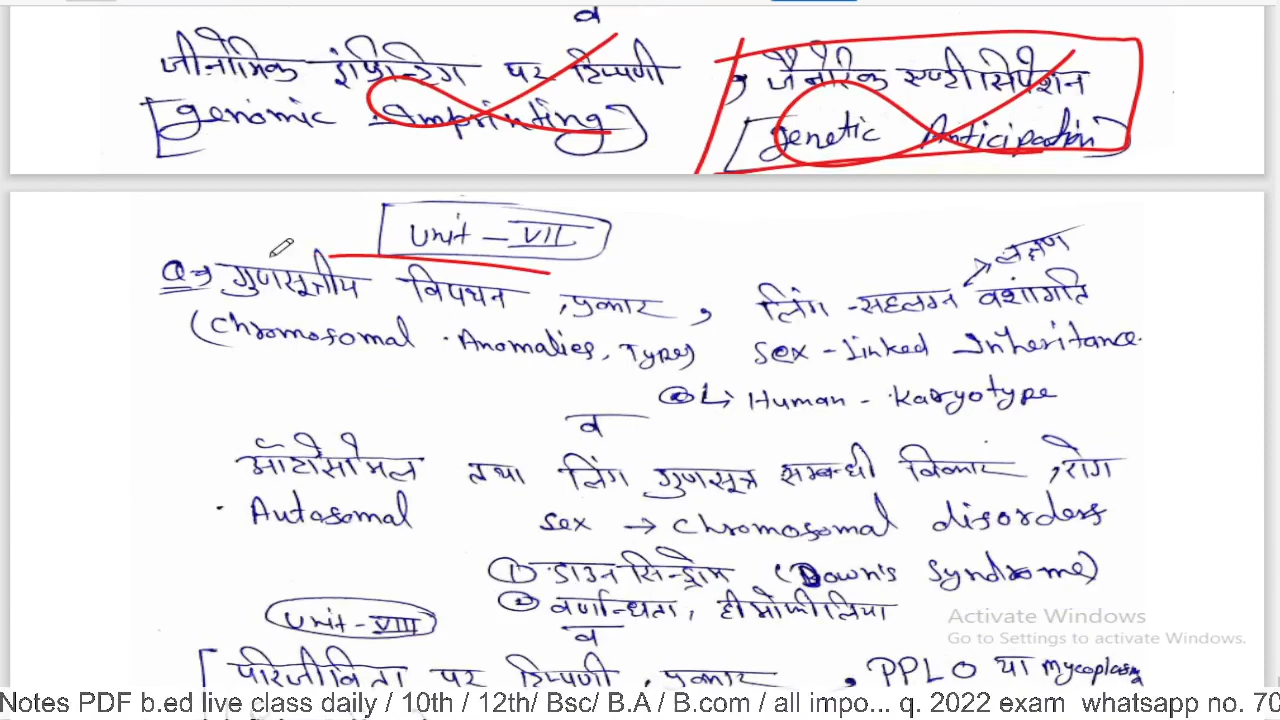 व
जीनोमिक इंप्रिन्टिंग पर टिप्पणी , जेनेटिक एण्टीसिपेशन
[genomic Imprinting] [genetic Anticipation]
Unit - VII
Q → गुणसूत्रीय विपथन , प्रकार , लिंग - सहलग्न वंशागति → लक्षण
(Chromosomal Anomalies, Types) Sex - Linked Inheritance.
↳ Human - Karyotype
व
ऑटोसोमल तथा लिंग गुणसूत्र सम्बन्धी विकार , रोग
Autosomal Sex → Chromosomal disorders
① डाउन सिन्ड्रोम (Down's Syndrome)
② वर्णान्धता, हीमोफीलिया
Unit - VIII
व
[परजीविता पर टिप्पणी , प्रकार , PPLO या mycoplasma
Activate Windows
Go to Settings to activate Windows.
Notes PDF b.ed live class daily / 10th / 12th/ Bsc/ B.A / B.com / all impo... q. 2022 exam whatsapp no. 70